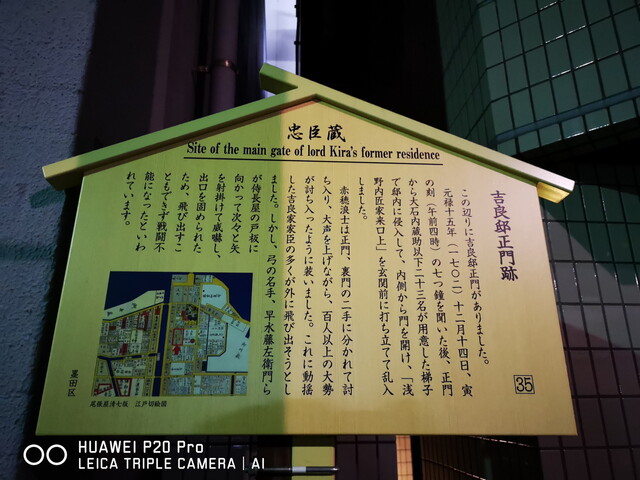 忠臣蔵
Site of the main gate of lord Kira's former residence
吉良邸正門跡
この辺りに吉良邸正門がありました。
元禄十五年(一七〇二)十二月十四日、寅
の刻(午前四時)の七つ鐘を聞いた後、正門
から大石内蔵助以下二十三名が用意した梯子
で邸内に侵入して、内側から門を開け、「浅
野内匠家来口上」を玄関前に打ち立てて乱入
しました。
赤穂浪士は正門、裏門の二手に分かれて討
ち入り、大声を上げながら、百人以上の大勢
が討ち入ったように装いました。これに動揺
した吉良家家臣の多くが外に飛び出そうとし
ました。しかし、弓の名手、早水藤左衛門ら
が侍長屋の戸板に
向かって次々と矢
を射掛けて威嚇し、
出口を固められた
ため、飛び出すこ
ともできず戦闘不
能になったといわ
れています。
35
尾張屋清七版 江戸切絵図
墨田区
HUAWEI P20 Pro
LEICA TRIPLE CAMERA | AI